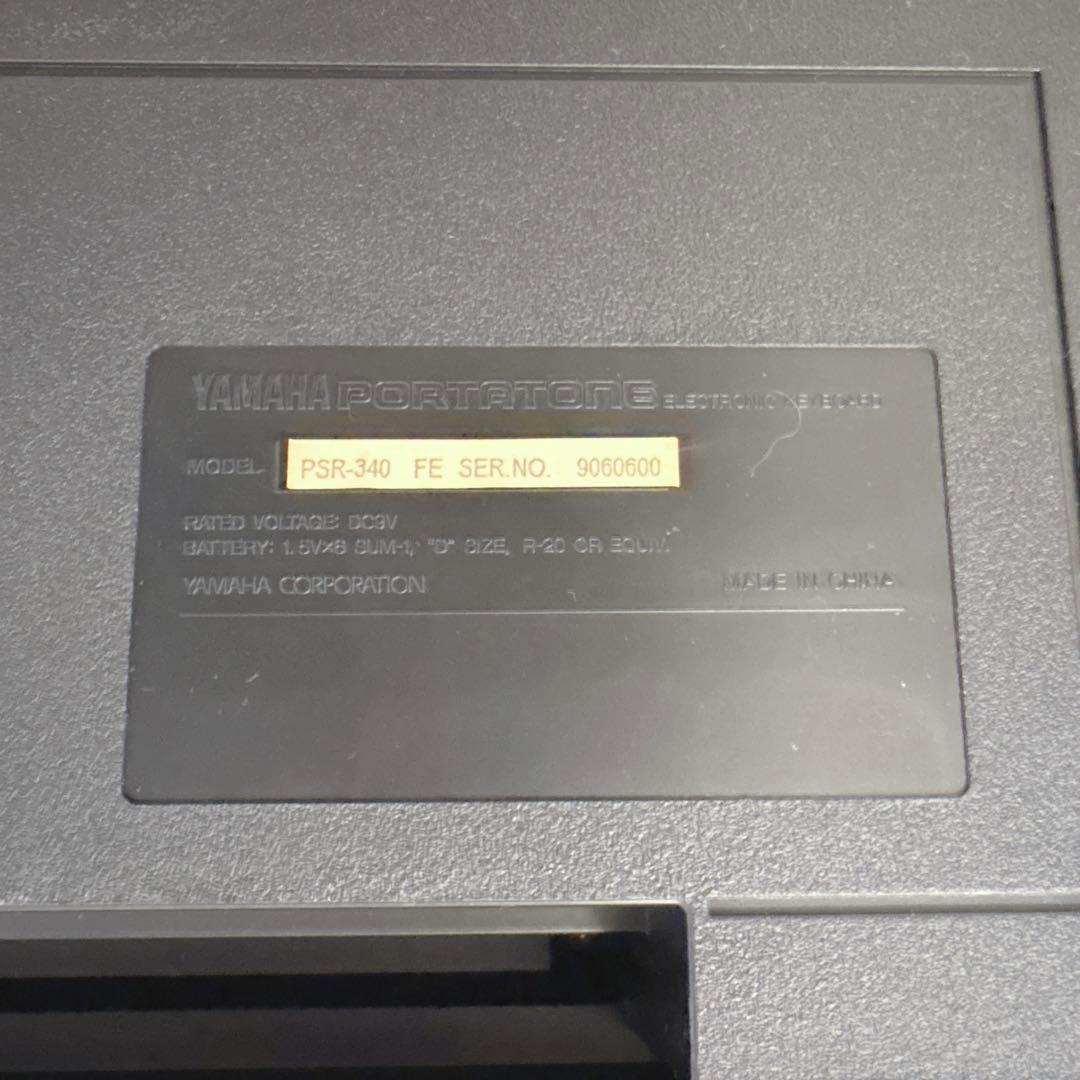 YAMAHA PORTATONE ELECTRONIC KEYBOARD
MODEL PSR-340 FE SER.NO. 9060600
RATED VOLTAGE: DC9V
BATTERY: 1.5V×6 SUM-1, "D" SIZE, R-20 OR EQUIV.
YAMAHA CORPORATION MADE IN CHINA